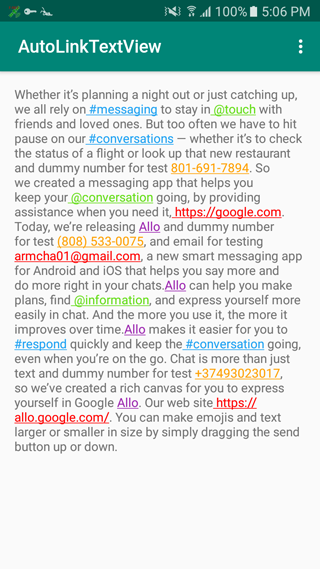 100% 5:06 PM
AutoLinkTextView
Whether it's planning a night out or just catching up,
we all rely on #messaging to stay in @touch with
friends and loved ones. But too often we have to hit
pause on our #conversations — whether it's to check
the status of a flight or look up that new restaurant
and dummy number for test 801-691-7894. So
we created a messaging app that helps you
keep your @conversation going, by providing
assistance when you need it, https://google.com.
Today, we're releasing Allo and dummy number
for test (808) 533-0075, and email for testing
armcha01@gmail.com, a new smart messaging app
for Android and iOS that helps you say more and
do more right in your chats.Allo can help you make
plans, find @information, and express yourself more
easily in chat. And the more you use it, the more it
improves over time.Allo makes it easier for you to
#respond quickly and keep the #conversation going,
even when you're on the go. Chat is more than just
text and dummy number for test +37493023017,
so we've created a rich canvas for you to express
yourself in Google Allo. Our web site https://
allo.google.com/. You can make emojis and text
larger or smaller in size by simply dragging the send
button up or down.